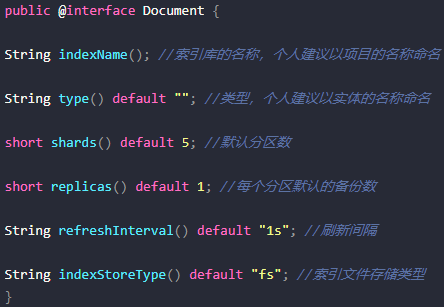 public @interface Document {
String indexName(); //索引库的名称，个人建议以项目的名称命名
String type() default ""; //类型，个人建议以实体的名称命名
short shards() default 5; //默认分区数
short replicas() default 1; //每个分区默认的备份数
String refreshInterval() default "1s"; //刷新间隔
String indexStoreType() default "fs"; //索引文件存储类型
}